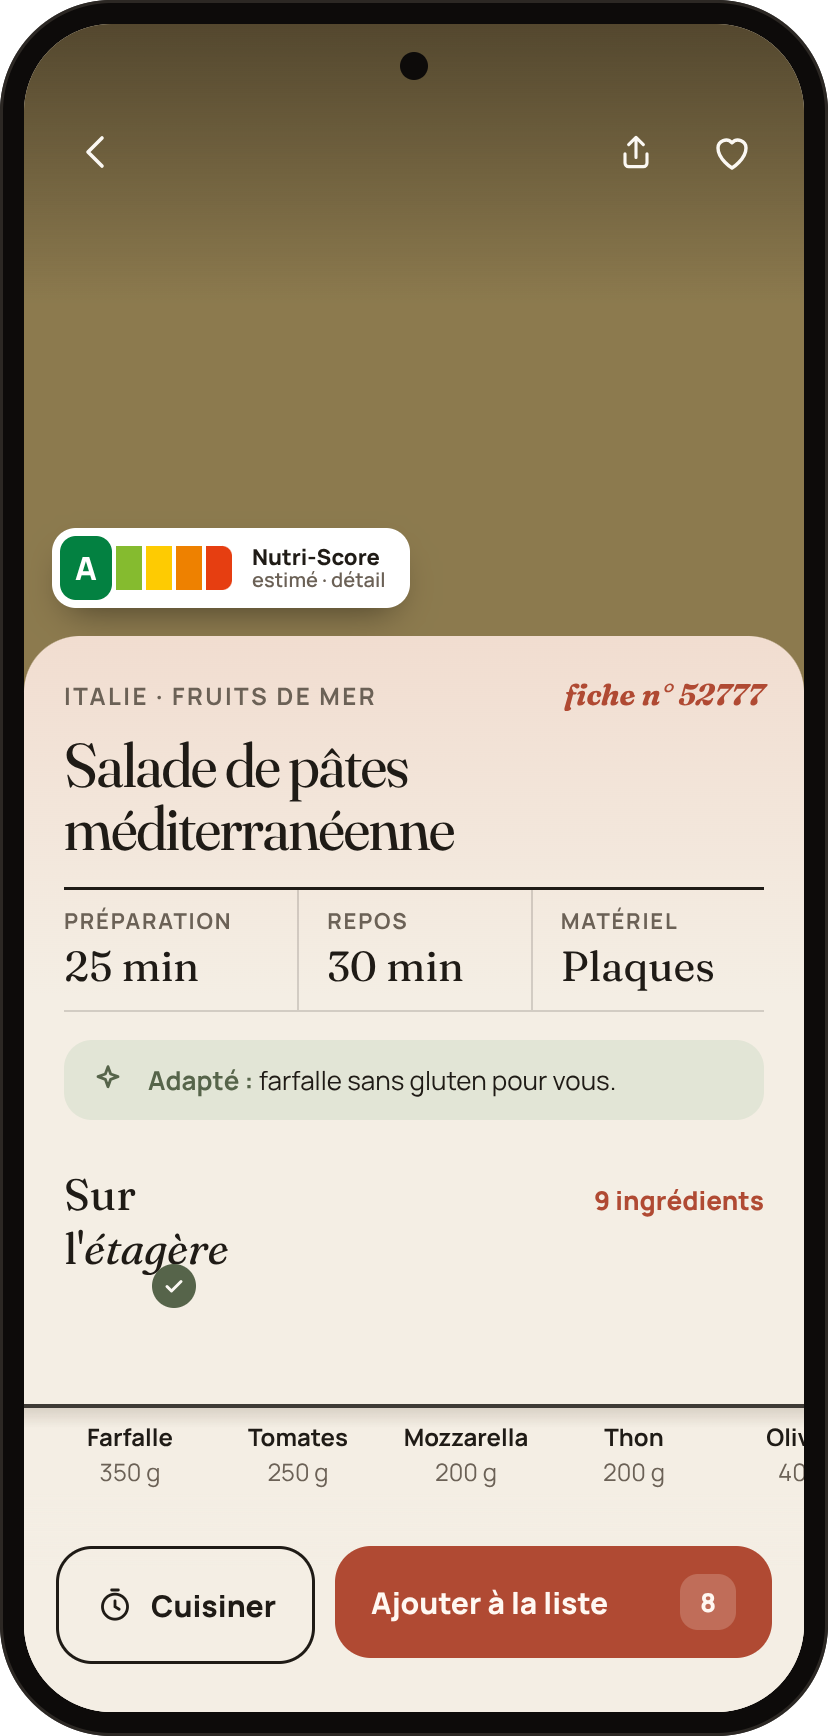 A
Nutri-Score
estimé · détail
ITALIE · FRUITS DE MER
fiche n° 52777
Salade de pâtes
méditerranéenne
PRÉPARATION
25 min
REPOS
30 min
MATÉRIEL
Plaques
Adapté : farfalle sans gluten pour vous.
Sur
l'étagère
9 ingrédients
Farfalle
350 g
Tomates
250 g
Mozzarella
200 g
Thon
200 g
Oliv
40
Cuisiner
Ajouter à la liste
8